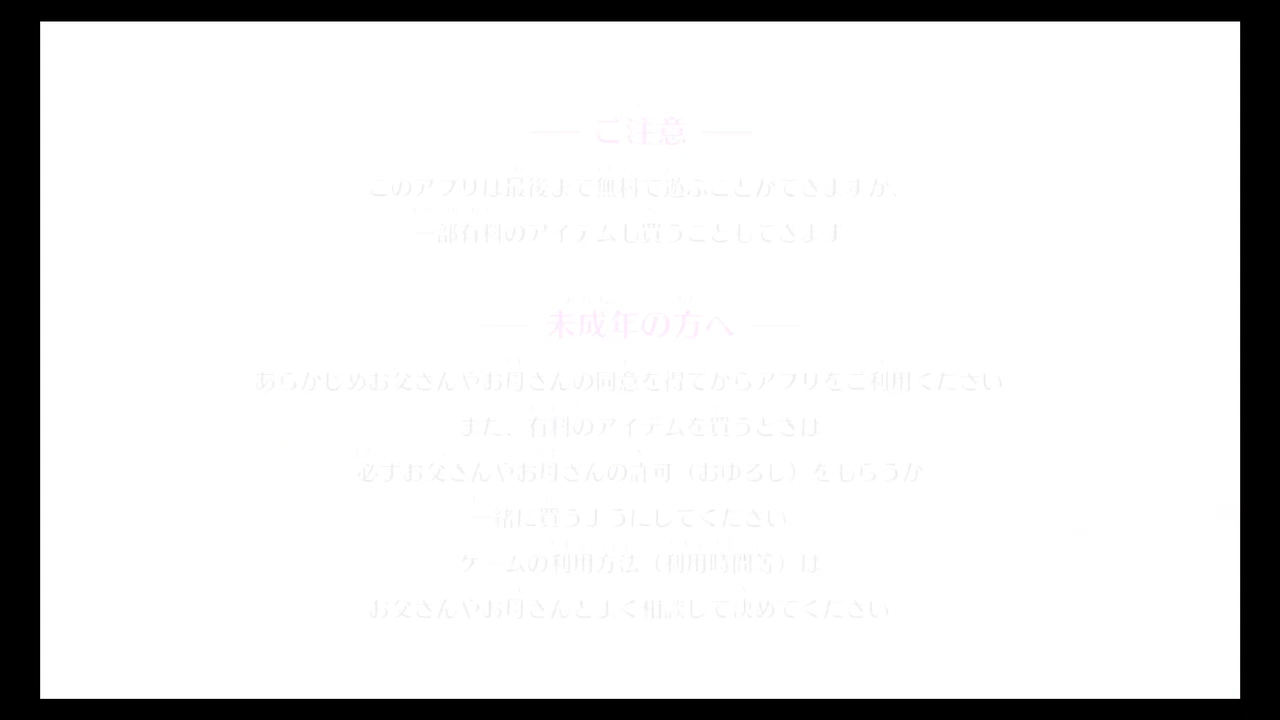 ご注意
このアプリは最後まで無料で遊ぶことができますが、
一部有料のアイテムも買うこともできます
未成年の方へ
あらかじめお父さんやお母さんの同意を得てからアプリをご利用ください
また、有料のアイテムを買うときは
必ずお父さんやお母さんの許可（おゆるし）をもらうか
一緒に買うようにしてください
ゲームの利用方法（利用時間等）は
お父さんやお母さんとよく相談して決めてください